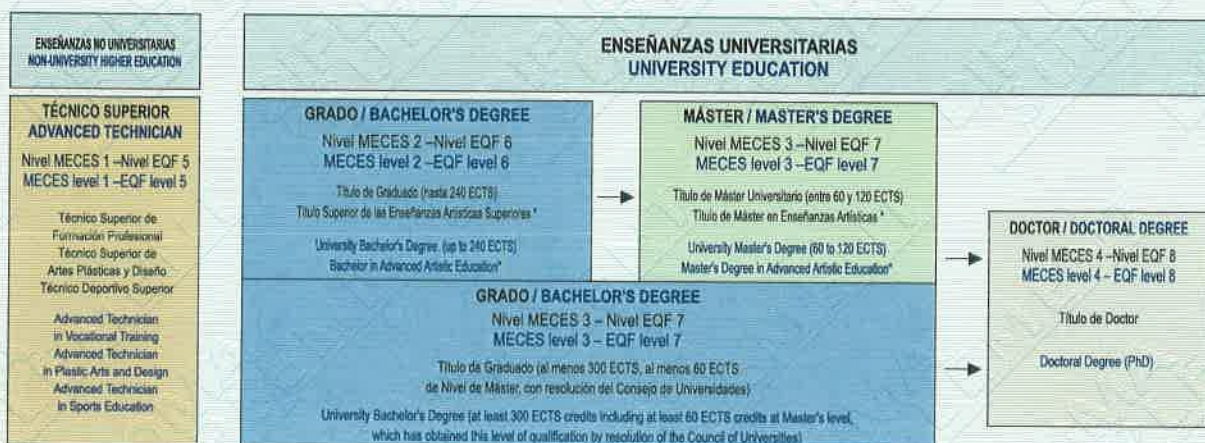 ENSEÑANZAS NO UNIVERSITARIAS
NON-UNIVERSITY HIGHER EDUCATION
ENSEÑANZAS UNIVERSITARIAS
UNIVERSITY EDUCATION
TÉCNICO SUPERIOR
ADVANCED TECHNICIAN
Nivel MECES 1 –Nivel EQF 5
MECES level 1 –EQF level 5
Técnico Superior de
Formación Profesional
Técnico Superior de
Artes Plásticas y Diseño
Técnico Deportivo Superior
Advanced Technician
in Vocational Training
Advanced Technician
in Plastic Arts and Design
Advanced Technician
in Sports Education
GRADO / BACHELOR'S DEGREE
Nivel MECES 2 –Nivel EQF 6
MECES level 2 –EQF level 6
Título de Graduado (hasta 240 ECTS)
Título Superior de las Enseñanzas Artísticas Superiores *
University Bachelor's Degree (up to 240 ECTS)
Bachelor in Advanced Artistic Education*
MÁSTER / MASTER'S DEGREE
Nivel MECES 3 –Nivel EQF 7
MECES level 3 –EQF level 7
Título de Máster Universitario (entre 60 y 120 ECTS)
Título de Máster en Enseñanzas Artísticas *
University Master's Degree (60 to 120 ECTS)
Master's Degree in Advanced Artistic Education*
GRADO / BACHELOR'S DEGREE
Nivel MECES 3 – Nivel EQF 7
MECES level 3 – EQF level 7
Título de Graduado (al menos 300 ECTS, al menos 60 ECTS
de Nivel de Máster, con resolución del Consejo de Universidades)
University Bachelor's Degree (at least 300 ECTS credits including at least 60 ECTS credits at Master's level,
which has obtained this level of qualification by resolution of the Council of Universities)
DOCTOR / DOCTORAL DEGREE
Nivel MECES 4 –Nivel EQF 8
MECES level 4 – EQF level 8
Título de Doctor
Doctoral Degree (PhD)